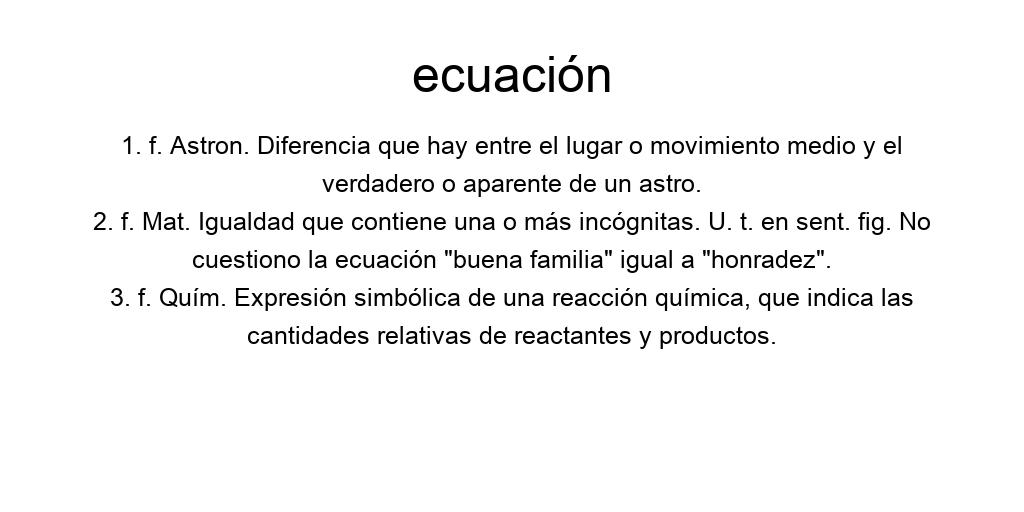 ecuación
1. f. Astron. Diferencia que hay entre el lugar o movimiento medio y el
verdadero o aparente de un astro.
2. f. Mat. Igualdad que contiene una o más incógnitas. U. t. en sent. fig. No
cuestiono la ecuación "buena familia" igual a "honradez".
3. f. Quím. Expresión simbólica de una reacción química, que indica las
cantidades relativas de reactantes y productos.